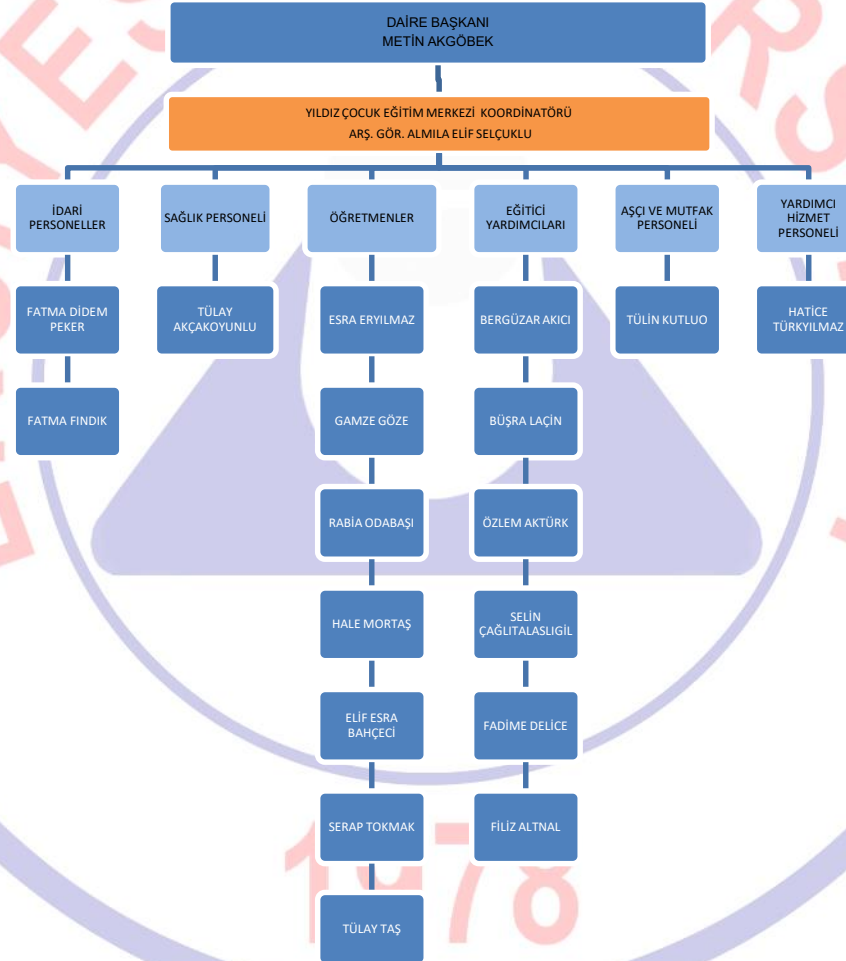 DAİRE BAŞKANI
METİN AKGÖBEK
YILDIZ ÇOCUK EĞİTİM MERKEZİ KOORDİNATÖRÜ
ARŞ. GÖR. ALMILA ELİF SELÇUKLU
İDARİ
PERSONELLER
FATMA DİDEM
PEKER
FATMA FINDIK
SAĞLIK PERSONELİ
TÜLAY
AKÇAKOYUNLU
ÖĞRETMENLER
ESRA ERYILMAZ
GAMZE GÖZE
RABİA ODABAŞI
HALE MORTAŞ
ELİF ESRA
BAHÇECİ
SERAP TOKMAK
TÜLAY TAŞ
EĞİTİCİ
YARDIMCILARI
BERGÜZAR AKICI
BÜŞRA LAÇİN
ÖZLEM AKTÜRK
SELİN
ÇAĞLITALASLIGİL
FADİME DELİCE
FİLİZ ALTNAL
AŞÇI VE MUTFAK
PERSONELİ
TÜLİN KUTLUO
YARDIMCI
HİZMET
PERSONELİ
HATİCE
TÜRKYILMAZ
1978